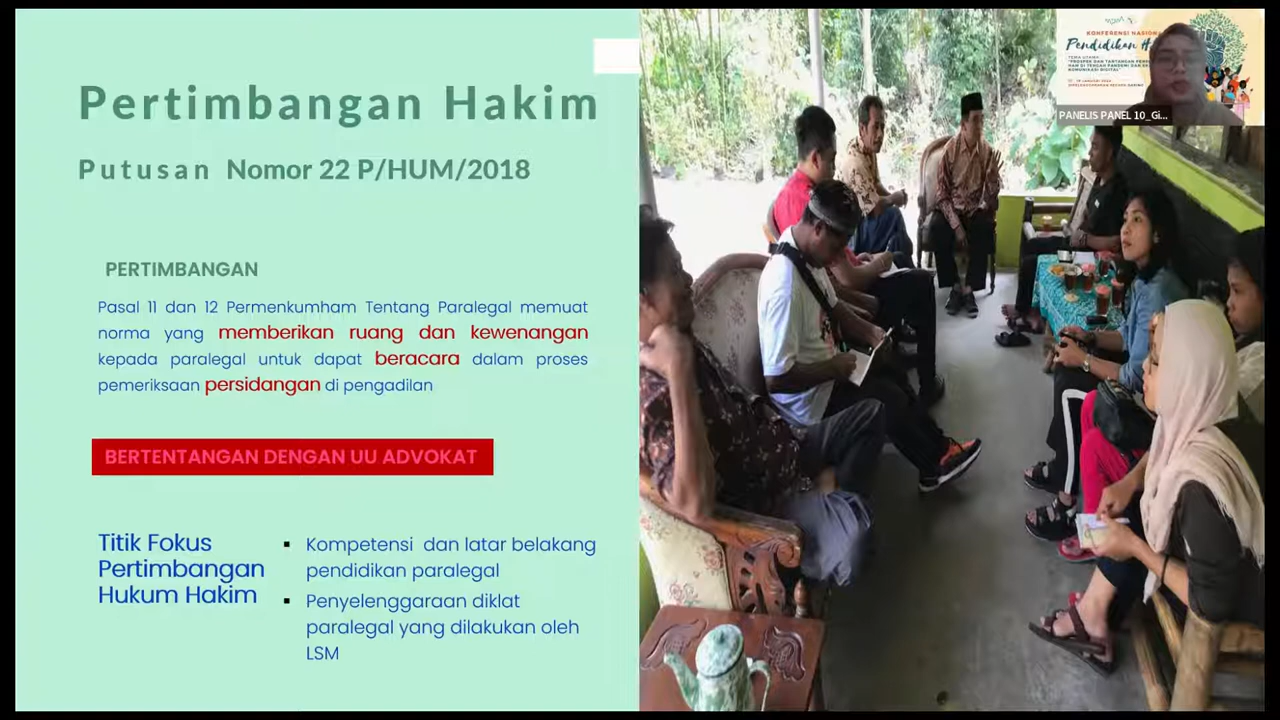 Pertimbangan Hakim
Putusan Nomor 22 P/HUM/2018
PERTIMBANGAN
Pasal 11 dan 12 Permenkumham Tentang Paralegal memuat
norma yang memberikan ruang dan kewenangan
kepada paralegal untuk dapat beracara dalam proses
pemeriksaan persidangan di pengadilan
BERTENTANGAN DENGAN UU ADVOKAT
Titik Fokus
Pertimbangan
Hukum Hakim
▪ Kompetensi dan latar belakang
pendidikan paralegal
▪ Penyelenggaraan diklat
paralegal yang dilakukan oleh
LSM
KONFERENSI NASIONAL
Pendidikan
TEMA UTAMA
PANELIS PANEL 10_Gi...